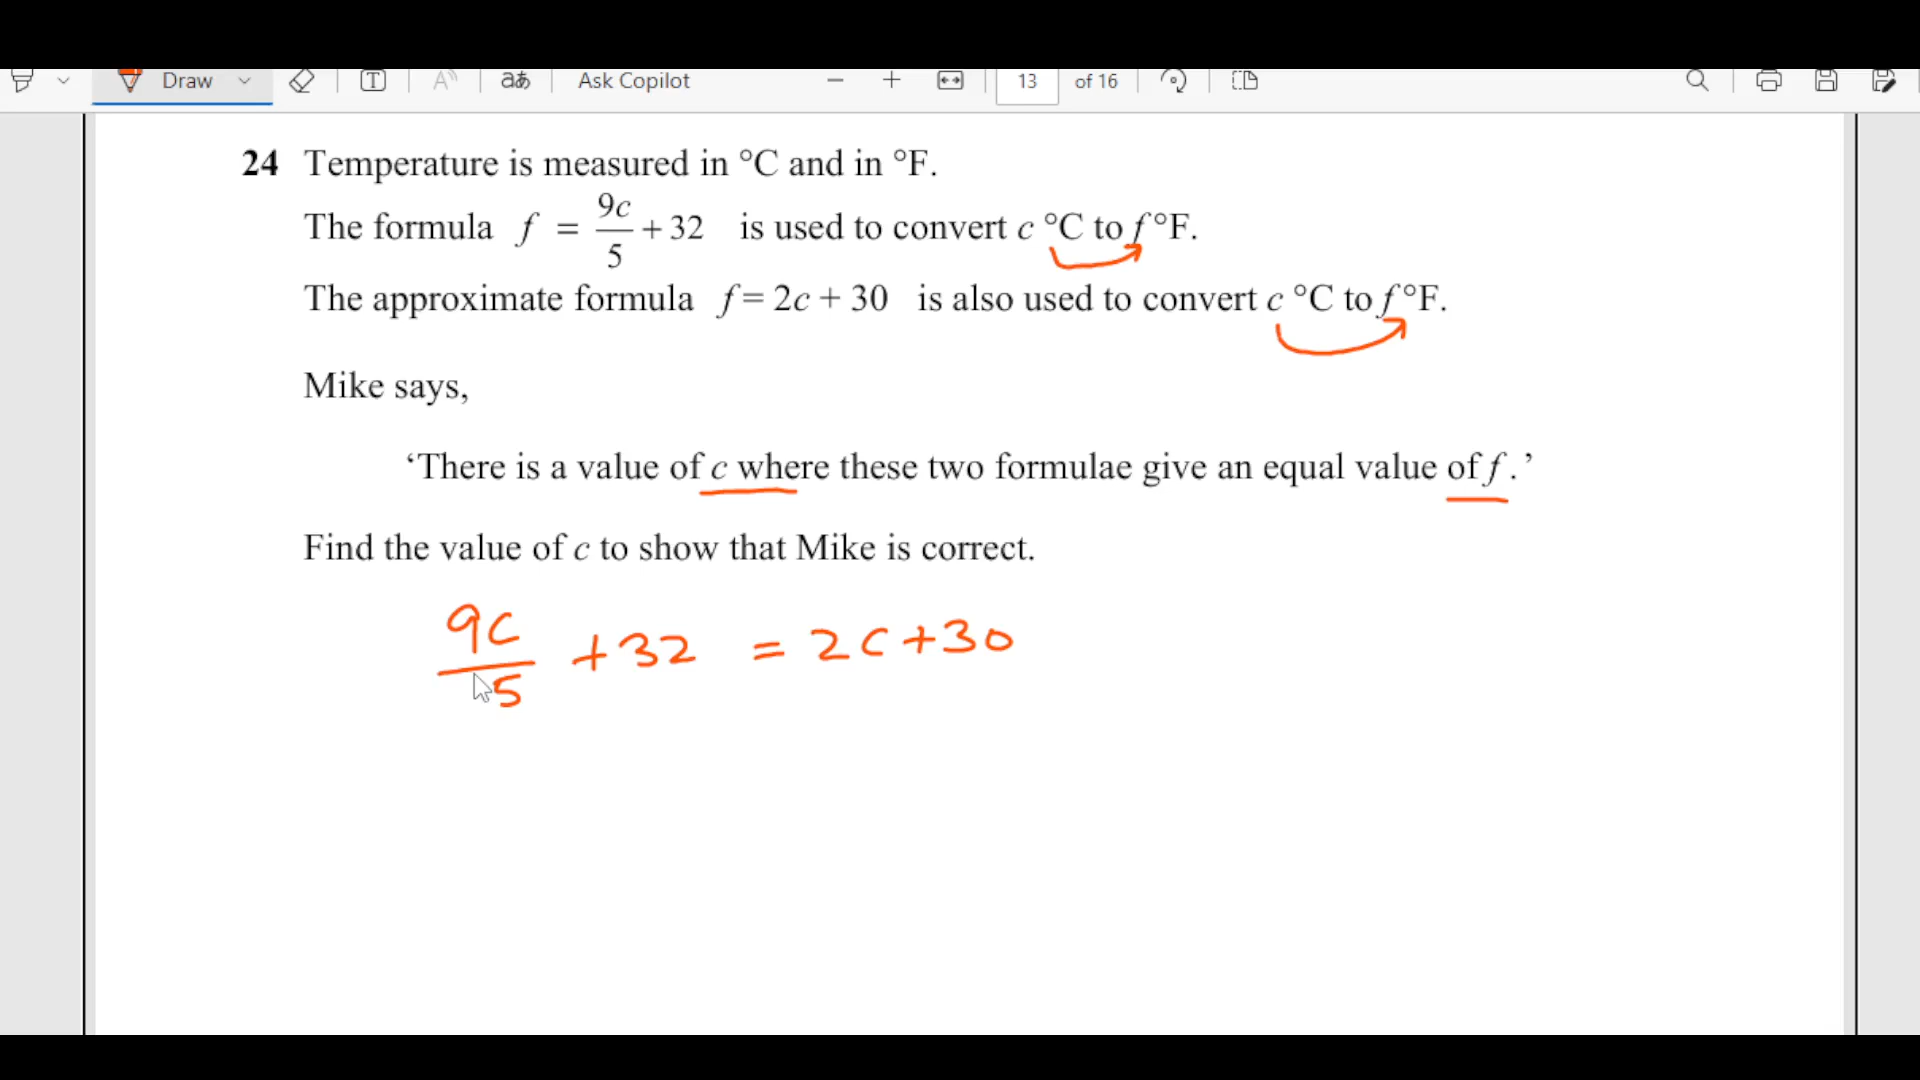 Draw Ask Copilot 13 of 16
24 Temperature is measured in °C and in °F.
The formula f = 9c/5 + 32 is used to convert c °C to f °F.
The approximate formula f = 2c + 30 is also used to convert c °C to f °F.
Mike says,
‘There is a value of c where these two formulae give an equal value of f.’
Find the value of c to show that Mike is correct.
9c/5 + 32 = 2c + 30